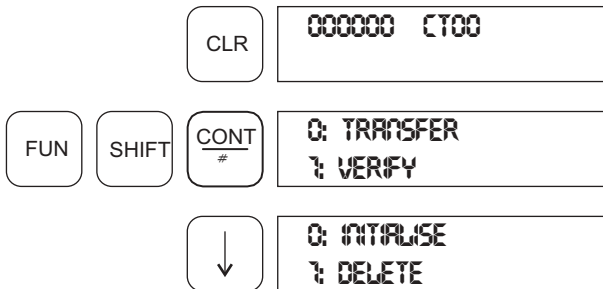 CLR
000000 CT00
FUN
SHIFT
CONT
#
0: TRANSFER
1: VERIFY
0: INITIALISE
1: DELETE